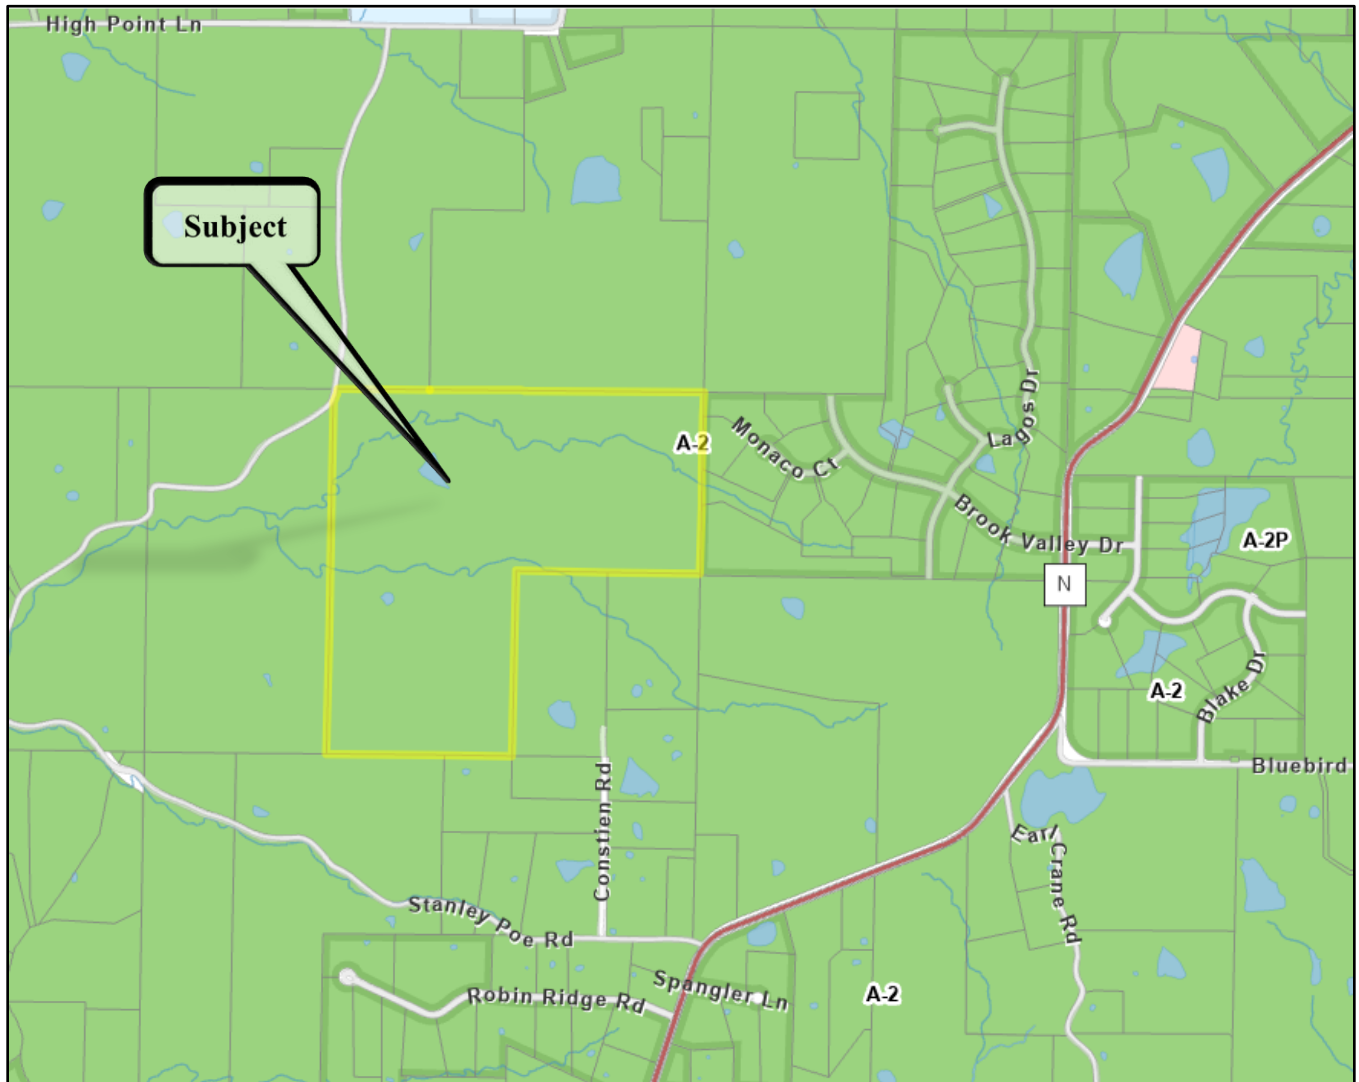 High Point Ln
Subject
Lagos Dr
A-2
Monaco Ct
Brook Valley Dr
A-2P
N
A-2
Blake Dr
Bluebird
Constien Rd
Earl Crane Rd
Stanley Poe Rd
Spangler Ln
A-2
Robin Ridge Rd